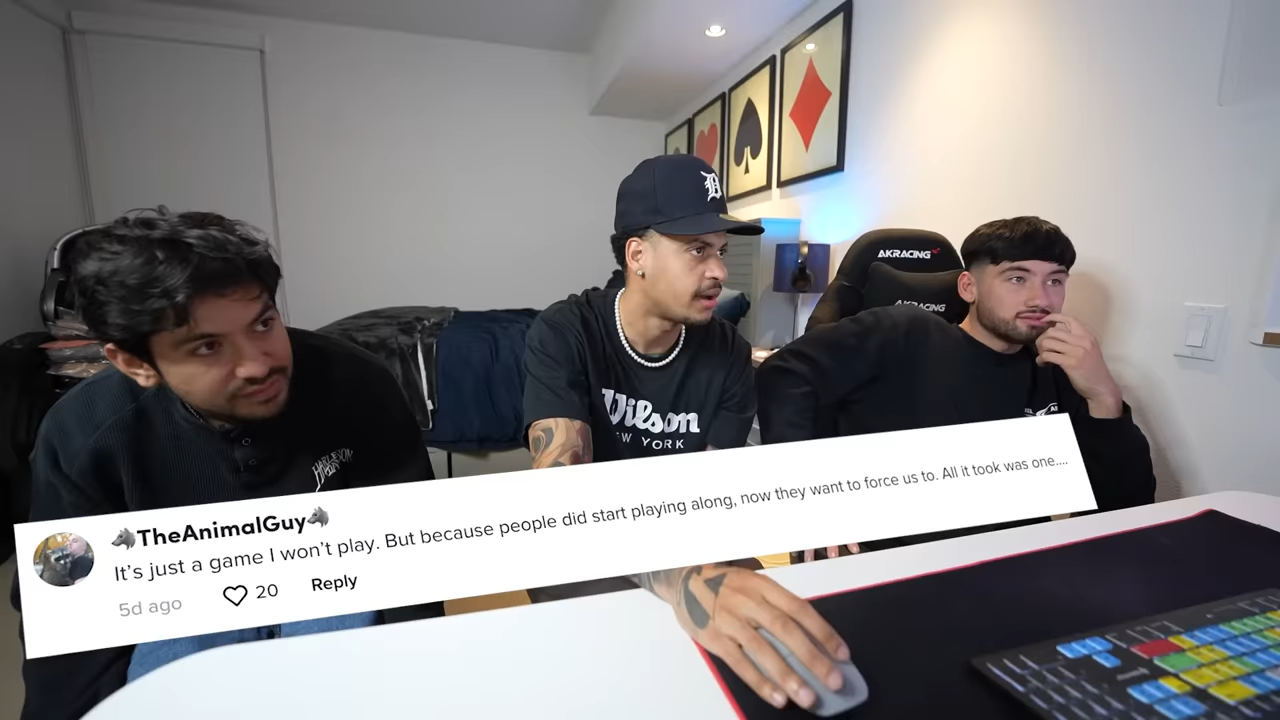 AKRACING
AKRACING
Wilson
NEW YORK
🐺TheAnimalGuy🐺
It's just a game I won't play. But because people did start playing along, now they want to force us to. All it took was one....
5d ago
20
Reply